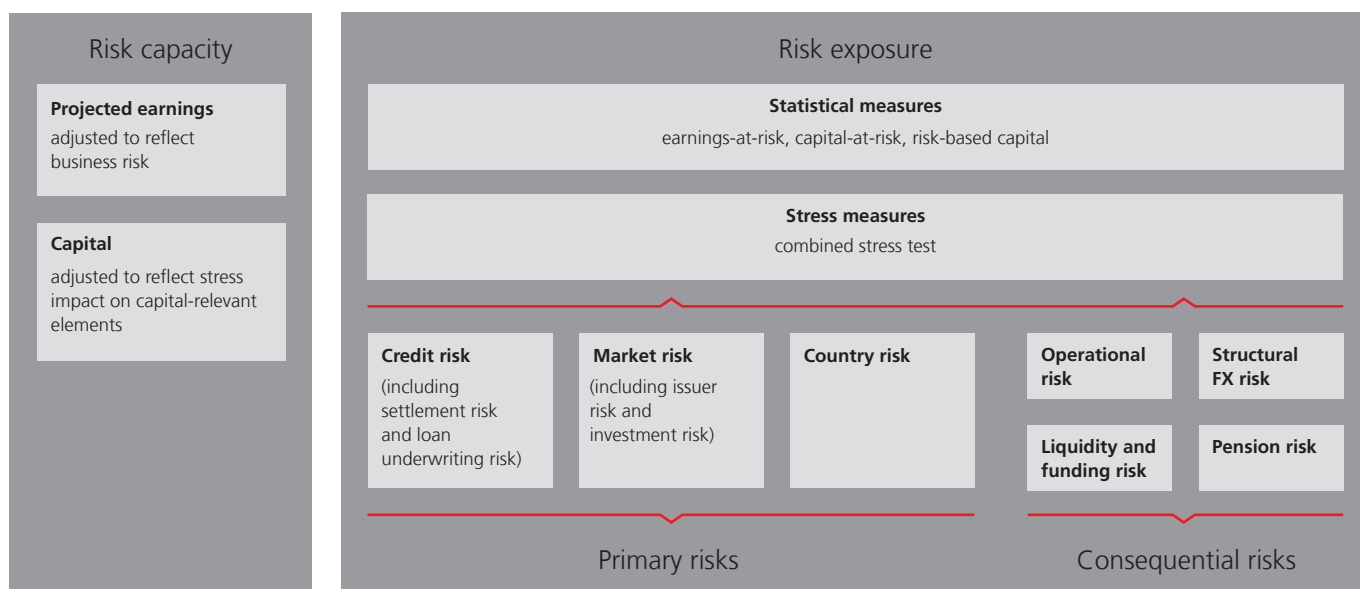 Risk capacity
Projected earnings
adjusted to reflect
business risk
Capital
adjusted to reflect stress
impact on capital-relevant
elements
Risk exposure
Statistical measures
earnings-at-risk, capital-at-risk, risk-based capital
Stress measures
combined stress test
Credit risk
(including
settlement risk
and loan
underwriting risk)
Market risk
(including issuer
risk and
investment risk)
Country risk
Operational
risk
Structural
FX risk
Liquidity and
funding risk
Pension risk
Primary risks
Consequential risks